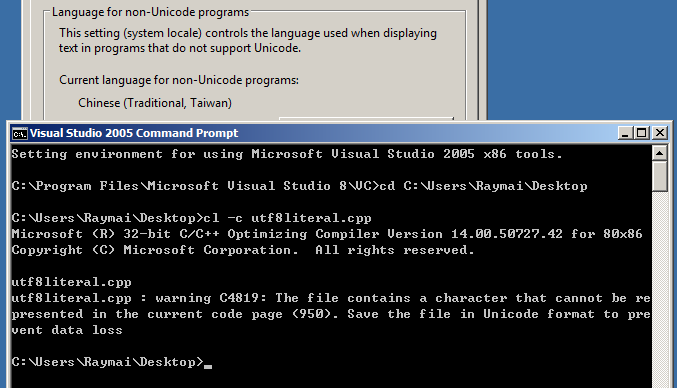 Language for non-Unicode programs
This setting (system locale) controls the language used when displaying
text in programs that do not support Unicode.
Current language for non-Unicode programs:
Chinese (Traditional, Taiwan)
Visual Studio 2005 Command Prompt
Setting environment for using Microsoft Visual Studio 2005 x86 tools.
C:\Program Files\Microsoft Visual Studio 8\VC>cd C:\Users\Raymai\Desktop
C:\Users\Raymai\Desktop>cl -c utf8literal.cpp
Microsoft (R) 32-bit C/C++ Optimizing Compiler Version 14.00.50727.42 for 80x86
Copyright (C) Microsoft Corporation.  All rights reserved.
utf8literal.cpp
utf8literal.cpp : warning C4819: The file contains a character that cannot be re
presented in the current code page (950). Save the file in Unicode format to pre
vent data loss
C:\Users\Raymai\Desktop>_